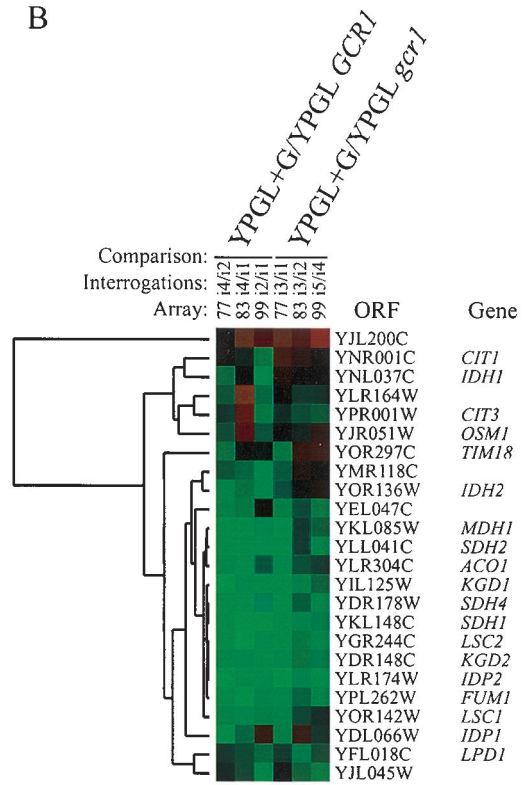 B
YPGL+G/YPGL GCR1
YPGL+G/YPGL gcr1
Comparison:
Interrogations:
Array:
77 i4/i2
83 i4/i1
99 i2/i1
77 i3/i1
83 i3/i2
99 i5/i4
ORF Gene
YJL200C
YNR001C CIT1
YNL037C IDH1
YLR164W
YPR001W CIT3
YJR051W OSM1
YOR297C TIM18
YMR118C
YOR136W IDH2
YEL047C
YKL085W MDH1
YLL041C SDH2
YLR304C ACO1
YIL125W KGD1
YDR178W SDH4
YKL148C SDH1
YGR244C LSC2
YDR148C KGD2
YLR174W IDP2
YPL262W FUM1
YOR142W LSC1
YDL066W IDP1
YFL018C LPD1
YJL045W